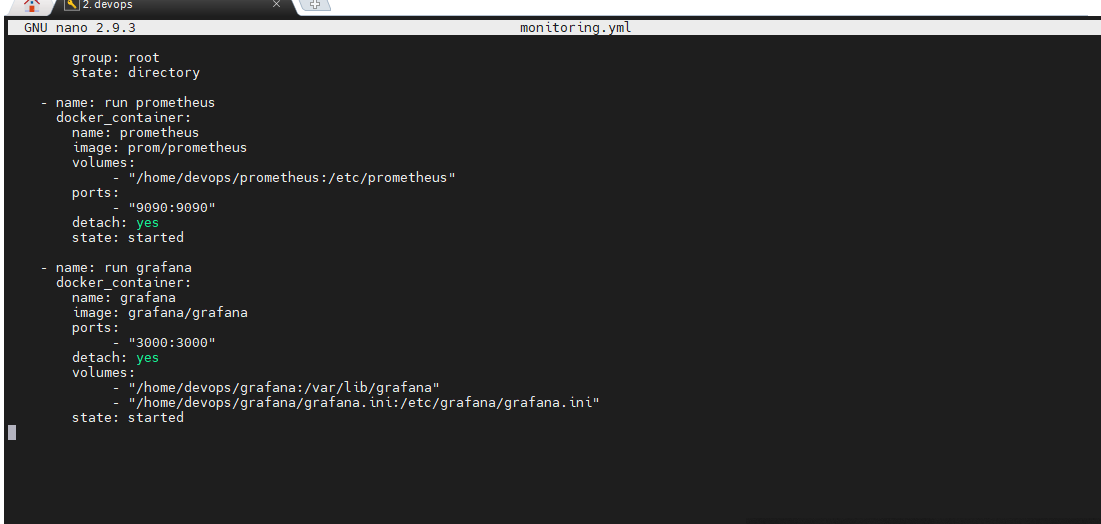 2. devops
GNU nano 2.9.3 monitoring.yml
group: root
state: directory
- name: run prometheus
docker_container:
name: prometheus
image: prom/prometheus
volumes:
- "/home/devops/prometheus:/etc/prometheus"
ports:
- "9090:9090"
detach: yes
state: started
- name: run grafana
docker_container:
name: grafana
image: grafana/grafana
ports:
- "3000:3000"
detach: yes
volumes:
- "/home/devops/grafana:/var/lib/grafana"
- "/home/devops/grafana/grafana.ini:/etc/grafana/grafana.ini"
state: started